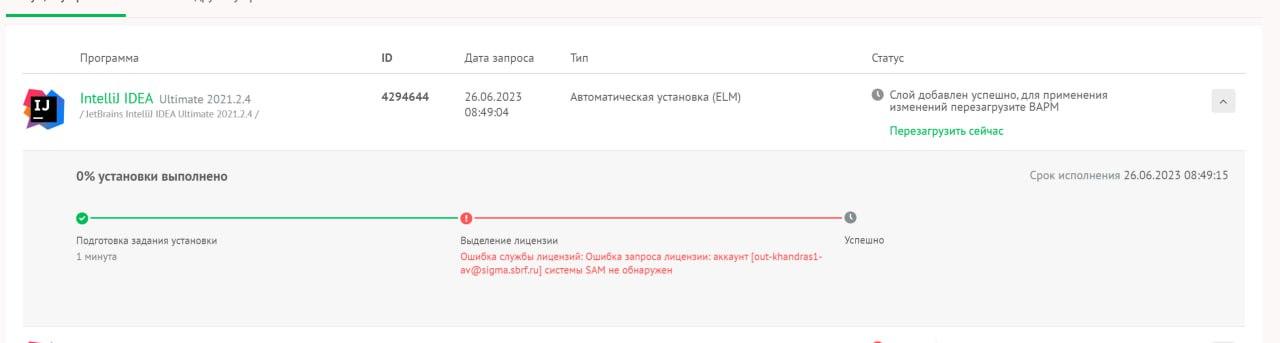 Программа ID Дата запроса Тип Статус
IntelliJ IDEA Ultimate 2021.2.4 4294644 26.06.2023 Автоматическая установка (ELM) Слой добавлен успешно, для применения
/ JetBrains IntelliJ IDEA Ultimate 2021.2.4 / 08:49:04 изменений перезагрузите ВАРМ
IJ
Перезагрузить сейчас
0% установки выполнено Срок исполнения 26.06.2023 08:49:15
Подготовка задания установки Выделение лицензии Успешно
1 минута Ошибка службы лицензий: Ошибка запроса лицензии: аккаунт [out-khandras1-
av@sigma.sbrf.ru] системы SAM не обнаружен